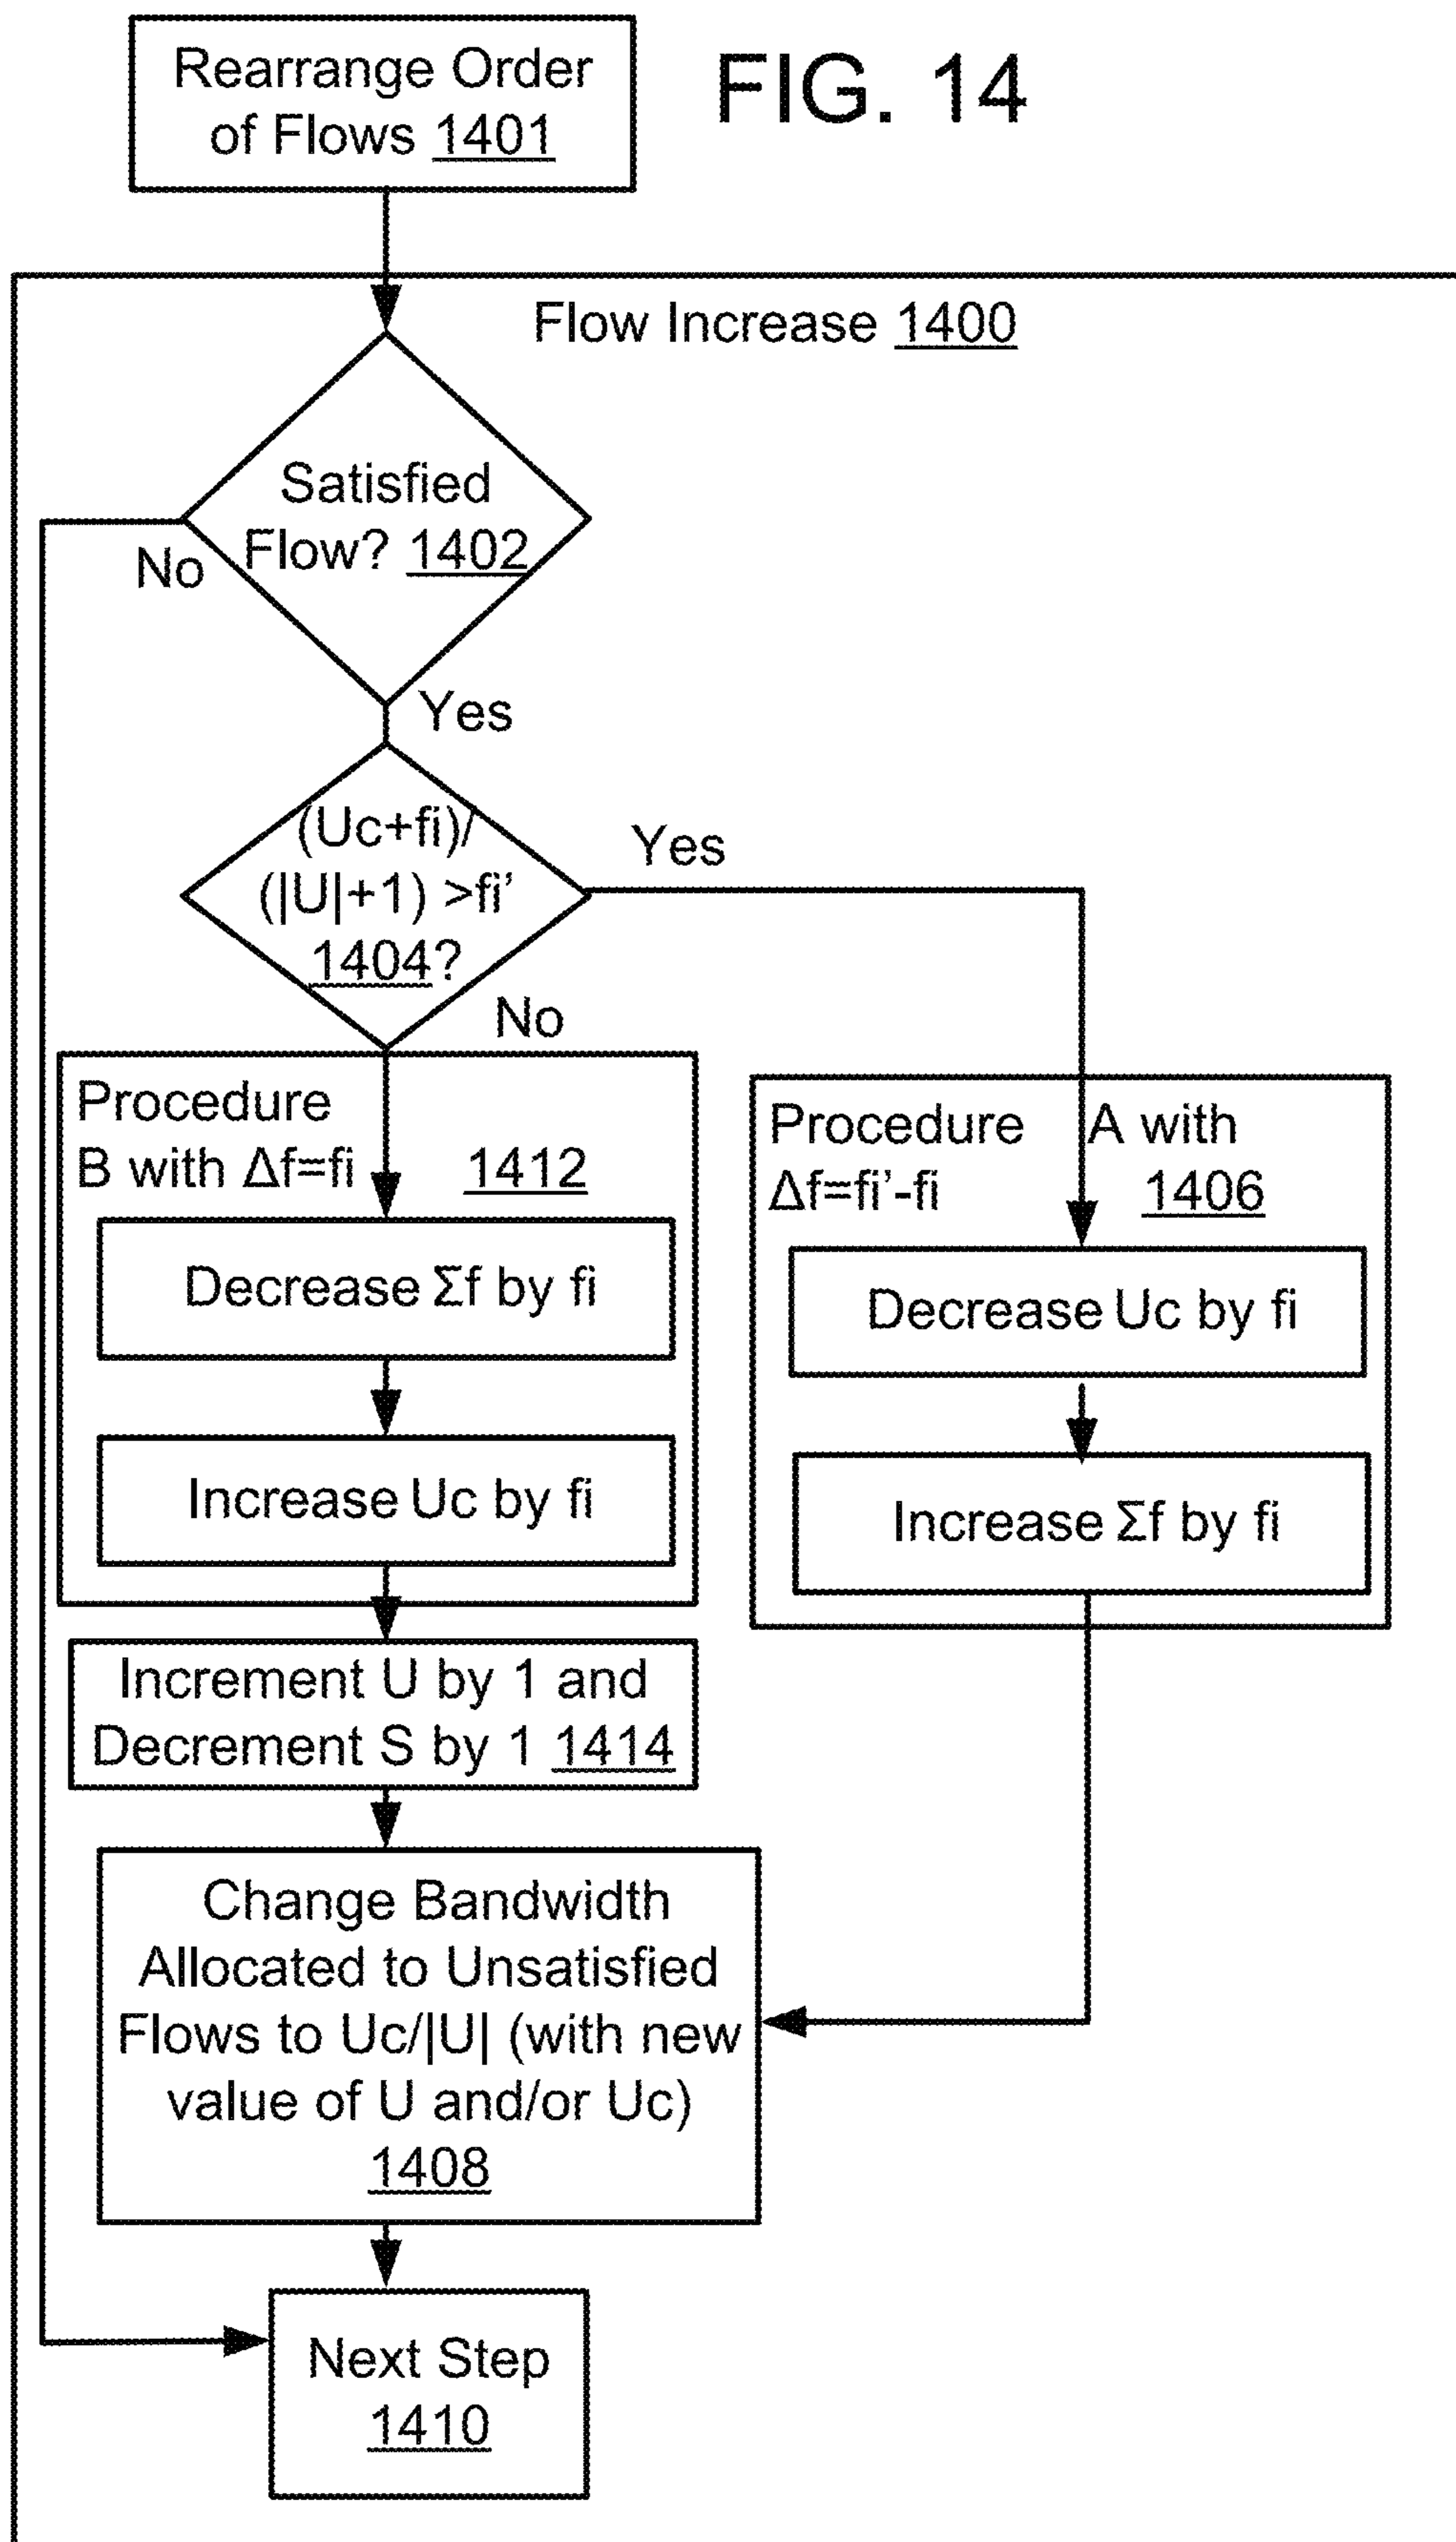 Rearrange Order
of Flows 1401
FIG. 14
Flow Increase 1400
Satisfied
Flow? 1402
No
Yes
(Uc+fi)/
(|U|+1) >fi’
1404?
Yes
No
Procedure
B with Δf=fi 1412
Decrease Σf by fi
Increase Uc by fi
Procedure A with
Δf=fi’-fi 1406
Decrease Uc by fi
Increase Σf by fi
Increment U by 1 and
Decrement S by 1 1414
Change Bandwidth
Allocated to Unsatisfied
Flows to Uc/|U| (with new
value of U and/or Uc)
1408
Next Step
1410